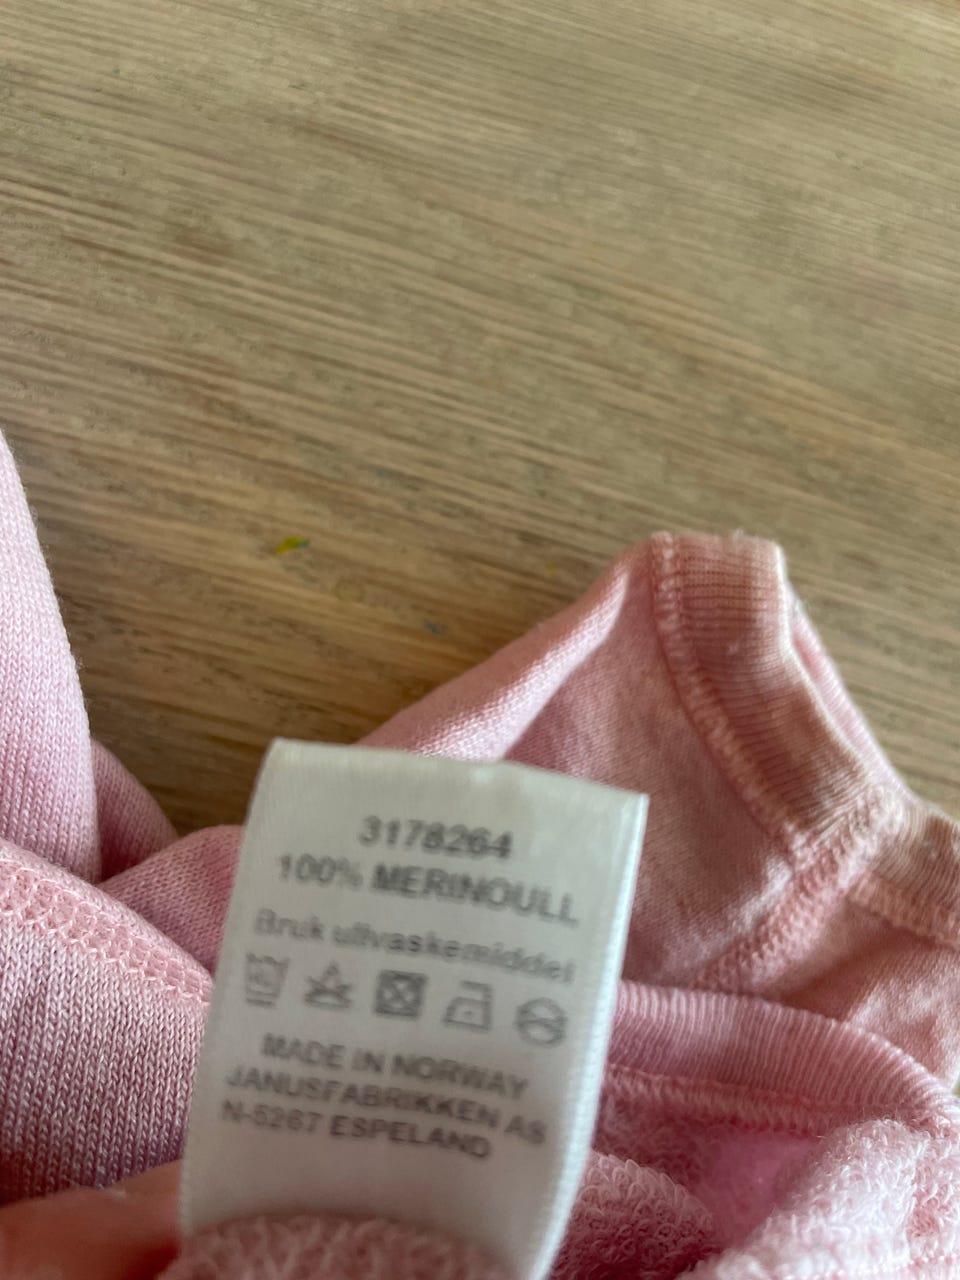 3178264
100% MERINOULL
Bruk ullvaskemiddel
MADE IN NORWAY
JANUSFABRIKKEN AS
N-5267 ESPELAND